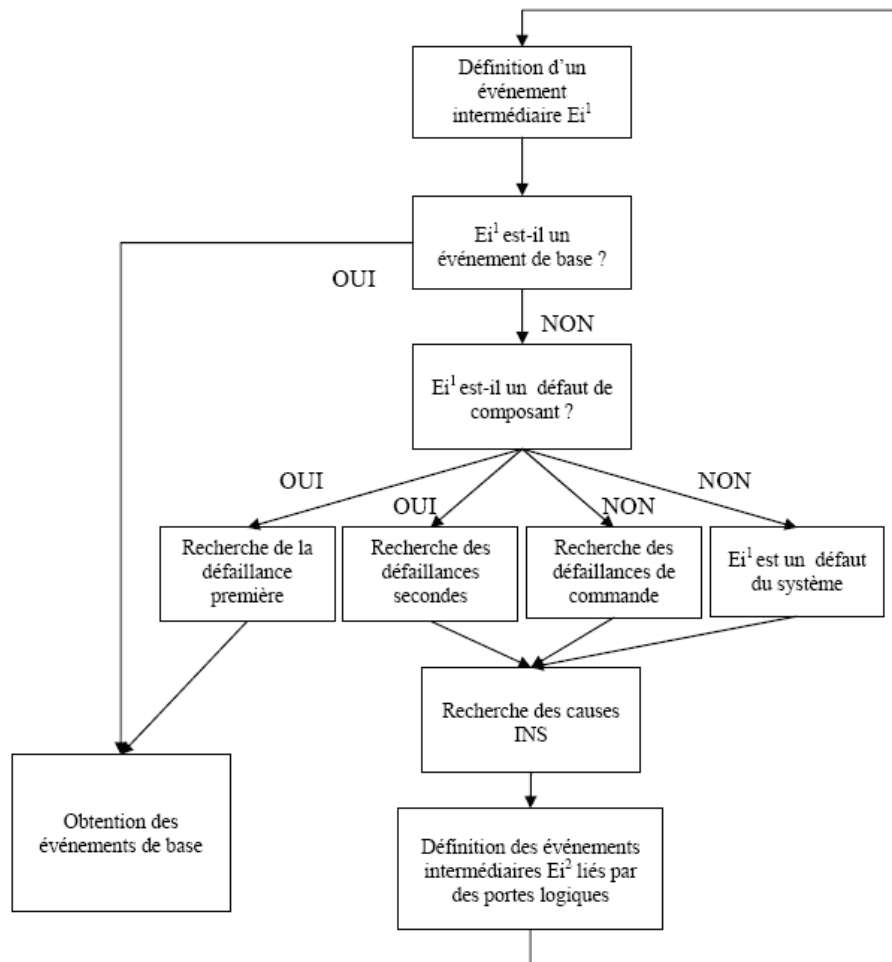 Définition d’un
événement
intermédiaire Ei¹
Ei¹ est-il un
événement de base ?
OUI
NON
Ei¹ est-il un défaut de
composant ?
OUI
OUI
NON
NON
Recherche de la
défaillance
première
Recherche des
défaillances
secondes
Recherche des
défaillances de
commande
Ei¹ est un défaut
du système
Recherche des causes
INS
Obtention des
événements de base
Définition des événements
intermédiaires Ei² liés par
des portes logiques